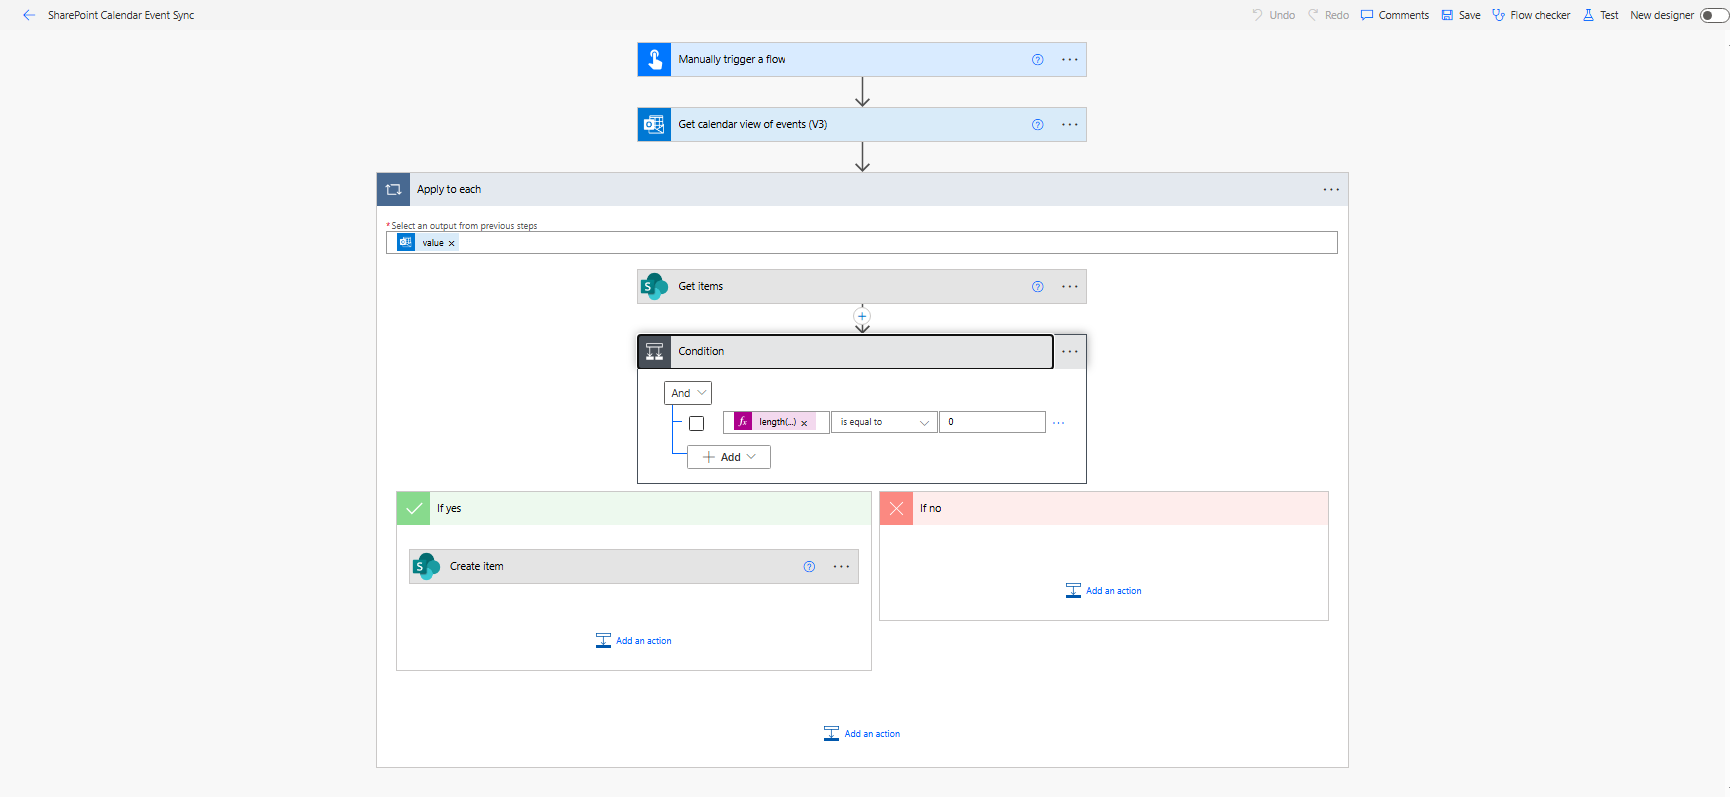 SharePoint Calendar Event Sync
Undo Redo Comments Save Flow checker Test New designer
Manually trigger a flow
Get calendar view of events (V3)
Apply to each
*Select an output from previous steps
value
Get items
Condition
And
length(...) is equal to 0
Add
If yes
If no
Create item
Add an action
Add an action
Add an action